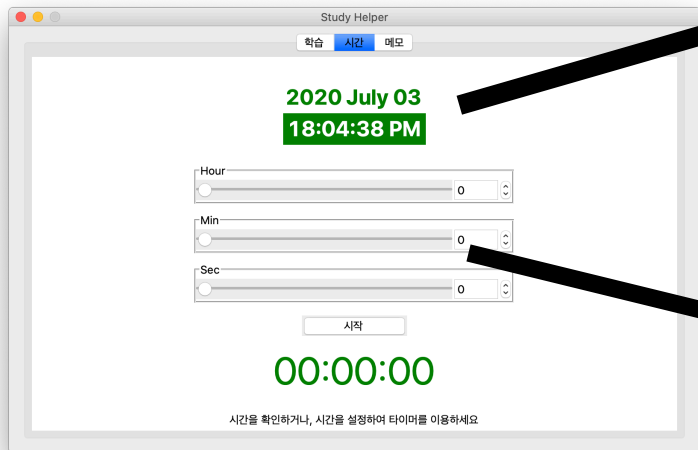 Study Helper
학습 시간 메모
2020 July 03
18:04:38 PM
Hour
0
Min
0
Sec
0
시작
00:00:00
시간을 확인하거나, 시간을 설정하여 타이머를 이용하세요